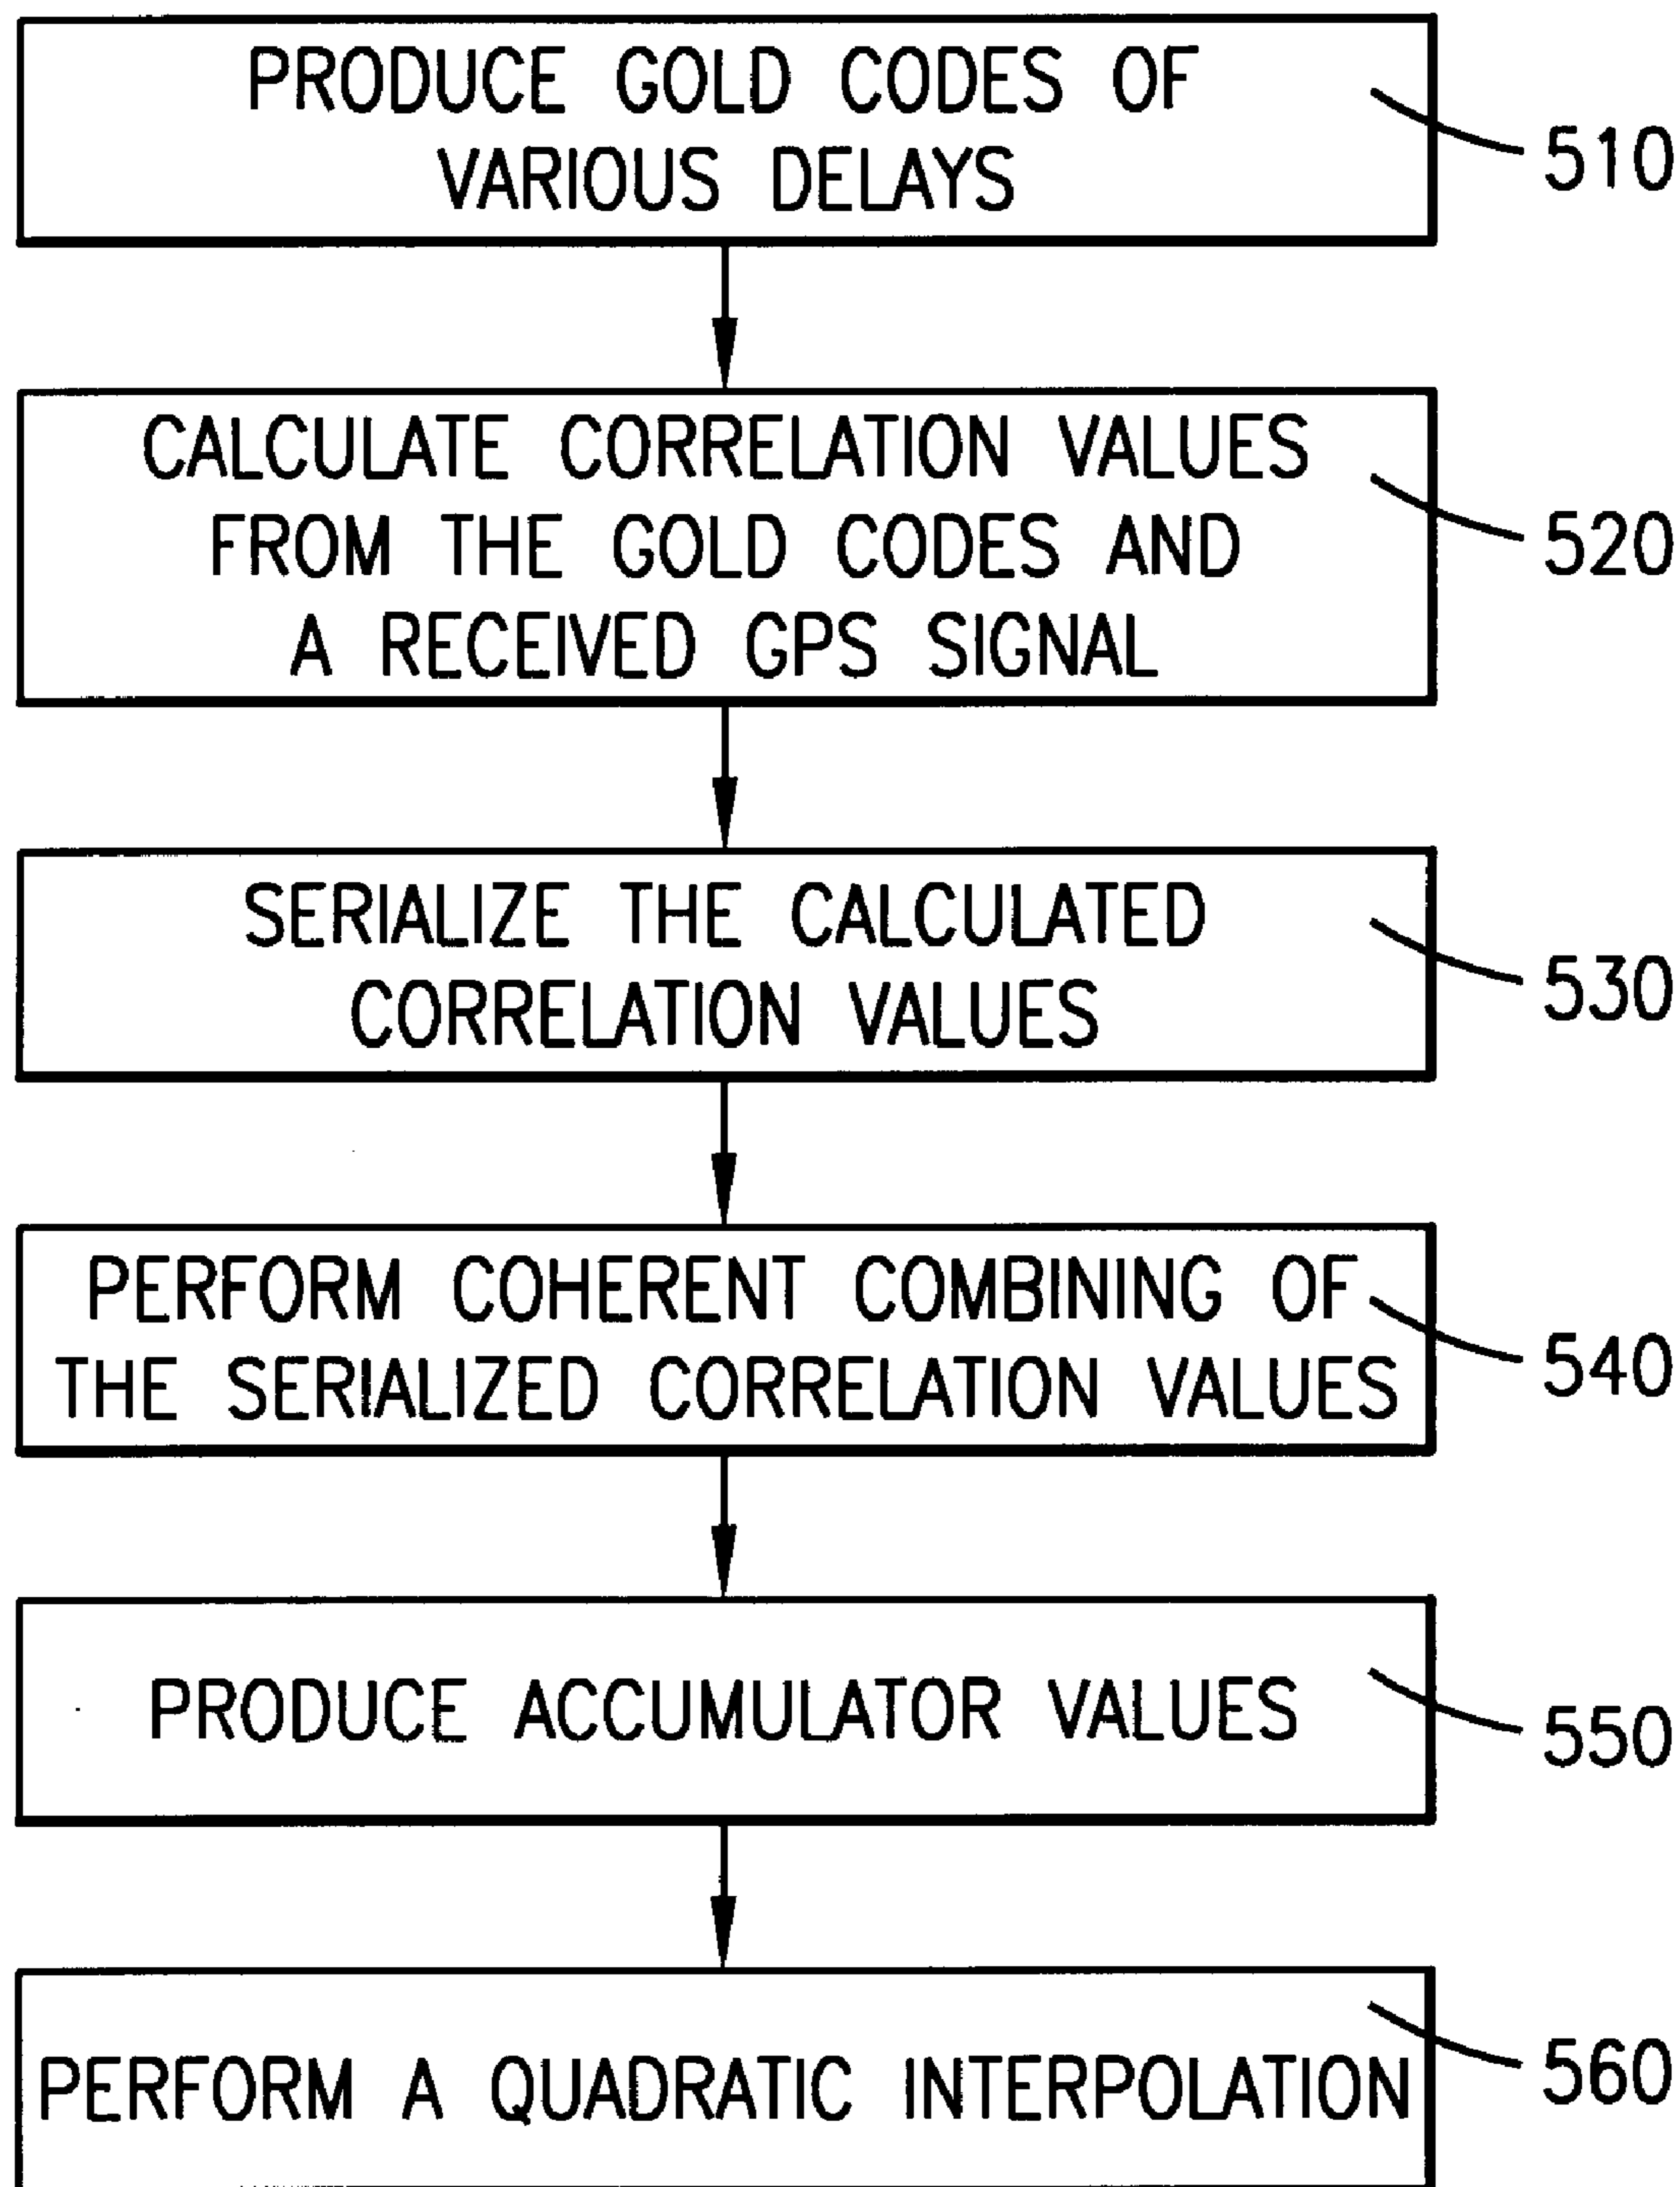 PRODUCE GOLD CODES OF
VARIOUS DELAYS
510
CALCULATE CORRELATION VALUES
FROM THE GOLD CODES AND
A RECEIVED GPS SIGNAL
520
SERIALIZE THE CALCULATED
CORRELATION VALUES
530
PERFORM COHERENT COMBINING OF
THE SERIALIZED CORRELATION VALUES
540
PRODUCE ACCUMULATOR VALUES
550
PERFORM A QUADRATIC INTERPOLATION
560